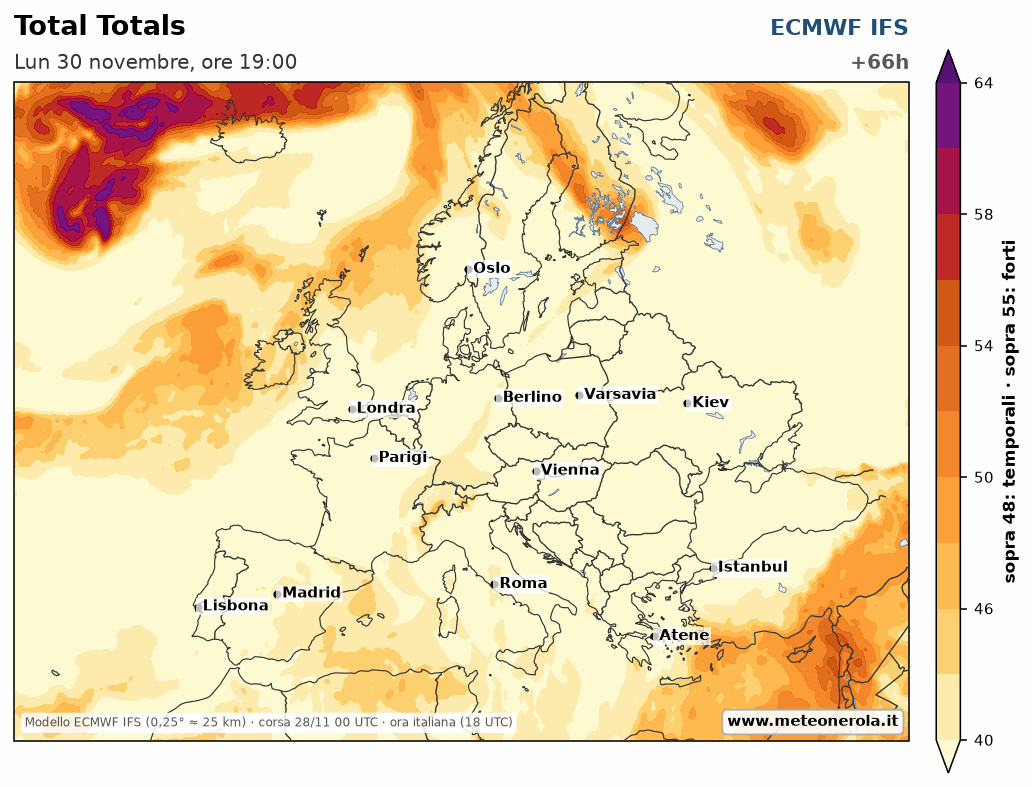 Total Totals
ECMWF IFS
Lun 30 novembre, ore 19:00
+66h
64
58
54
50
46
40
sopra 48: temporali · sopra 55: forti
Oslo
Berlino
Varsavia
Kiev
Londra
Parigi
Vienna
Istanbul
Roma
Madrid
Lisbona
Atene
Modello ECMWF IFS (0,25° ≈ 25 km) · corsa 28/11 00 UTC · ora italiana (18 UTC)
www.meteonerola.it